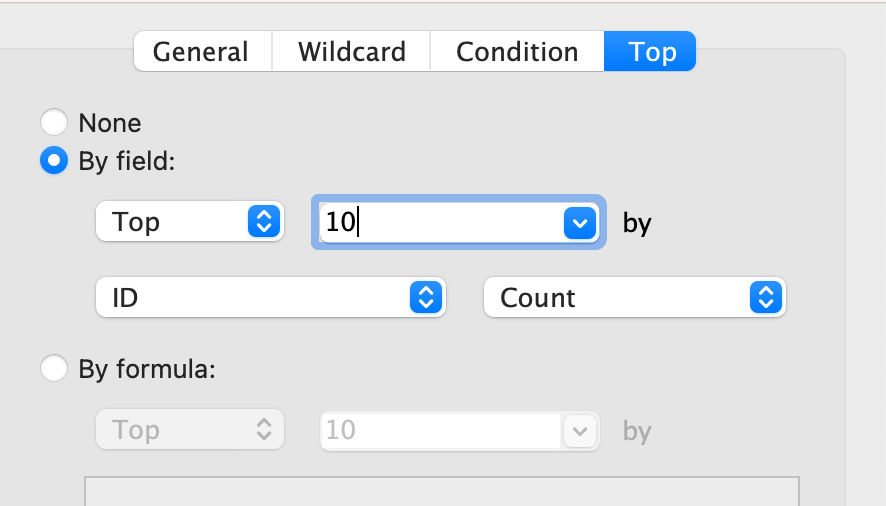 General Wildcard Condition Top
None
By field:
Top 10 by
ID Count
By formula:
Top 10 by